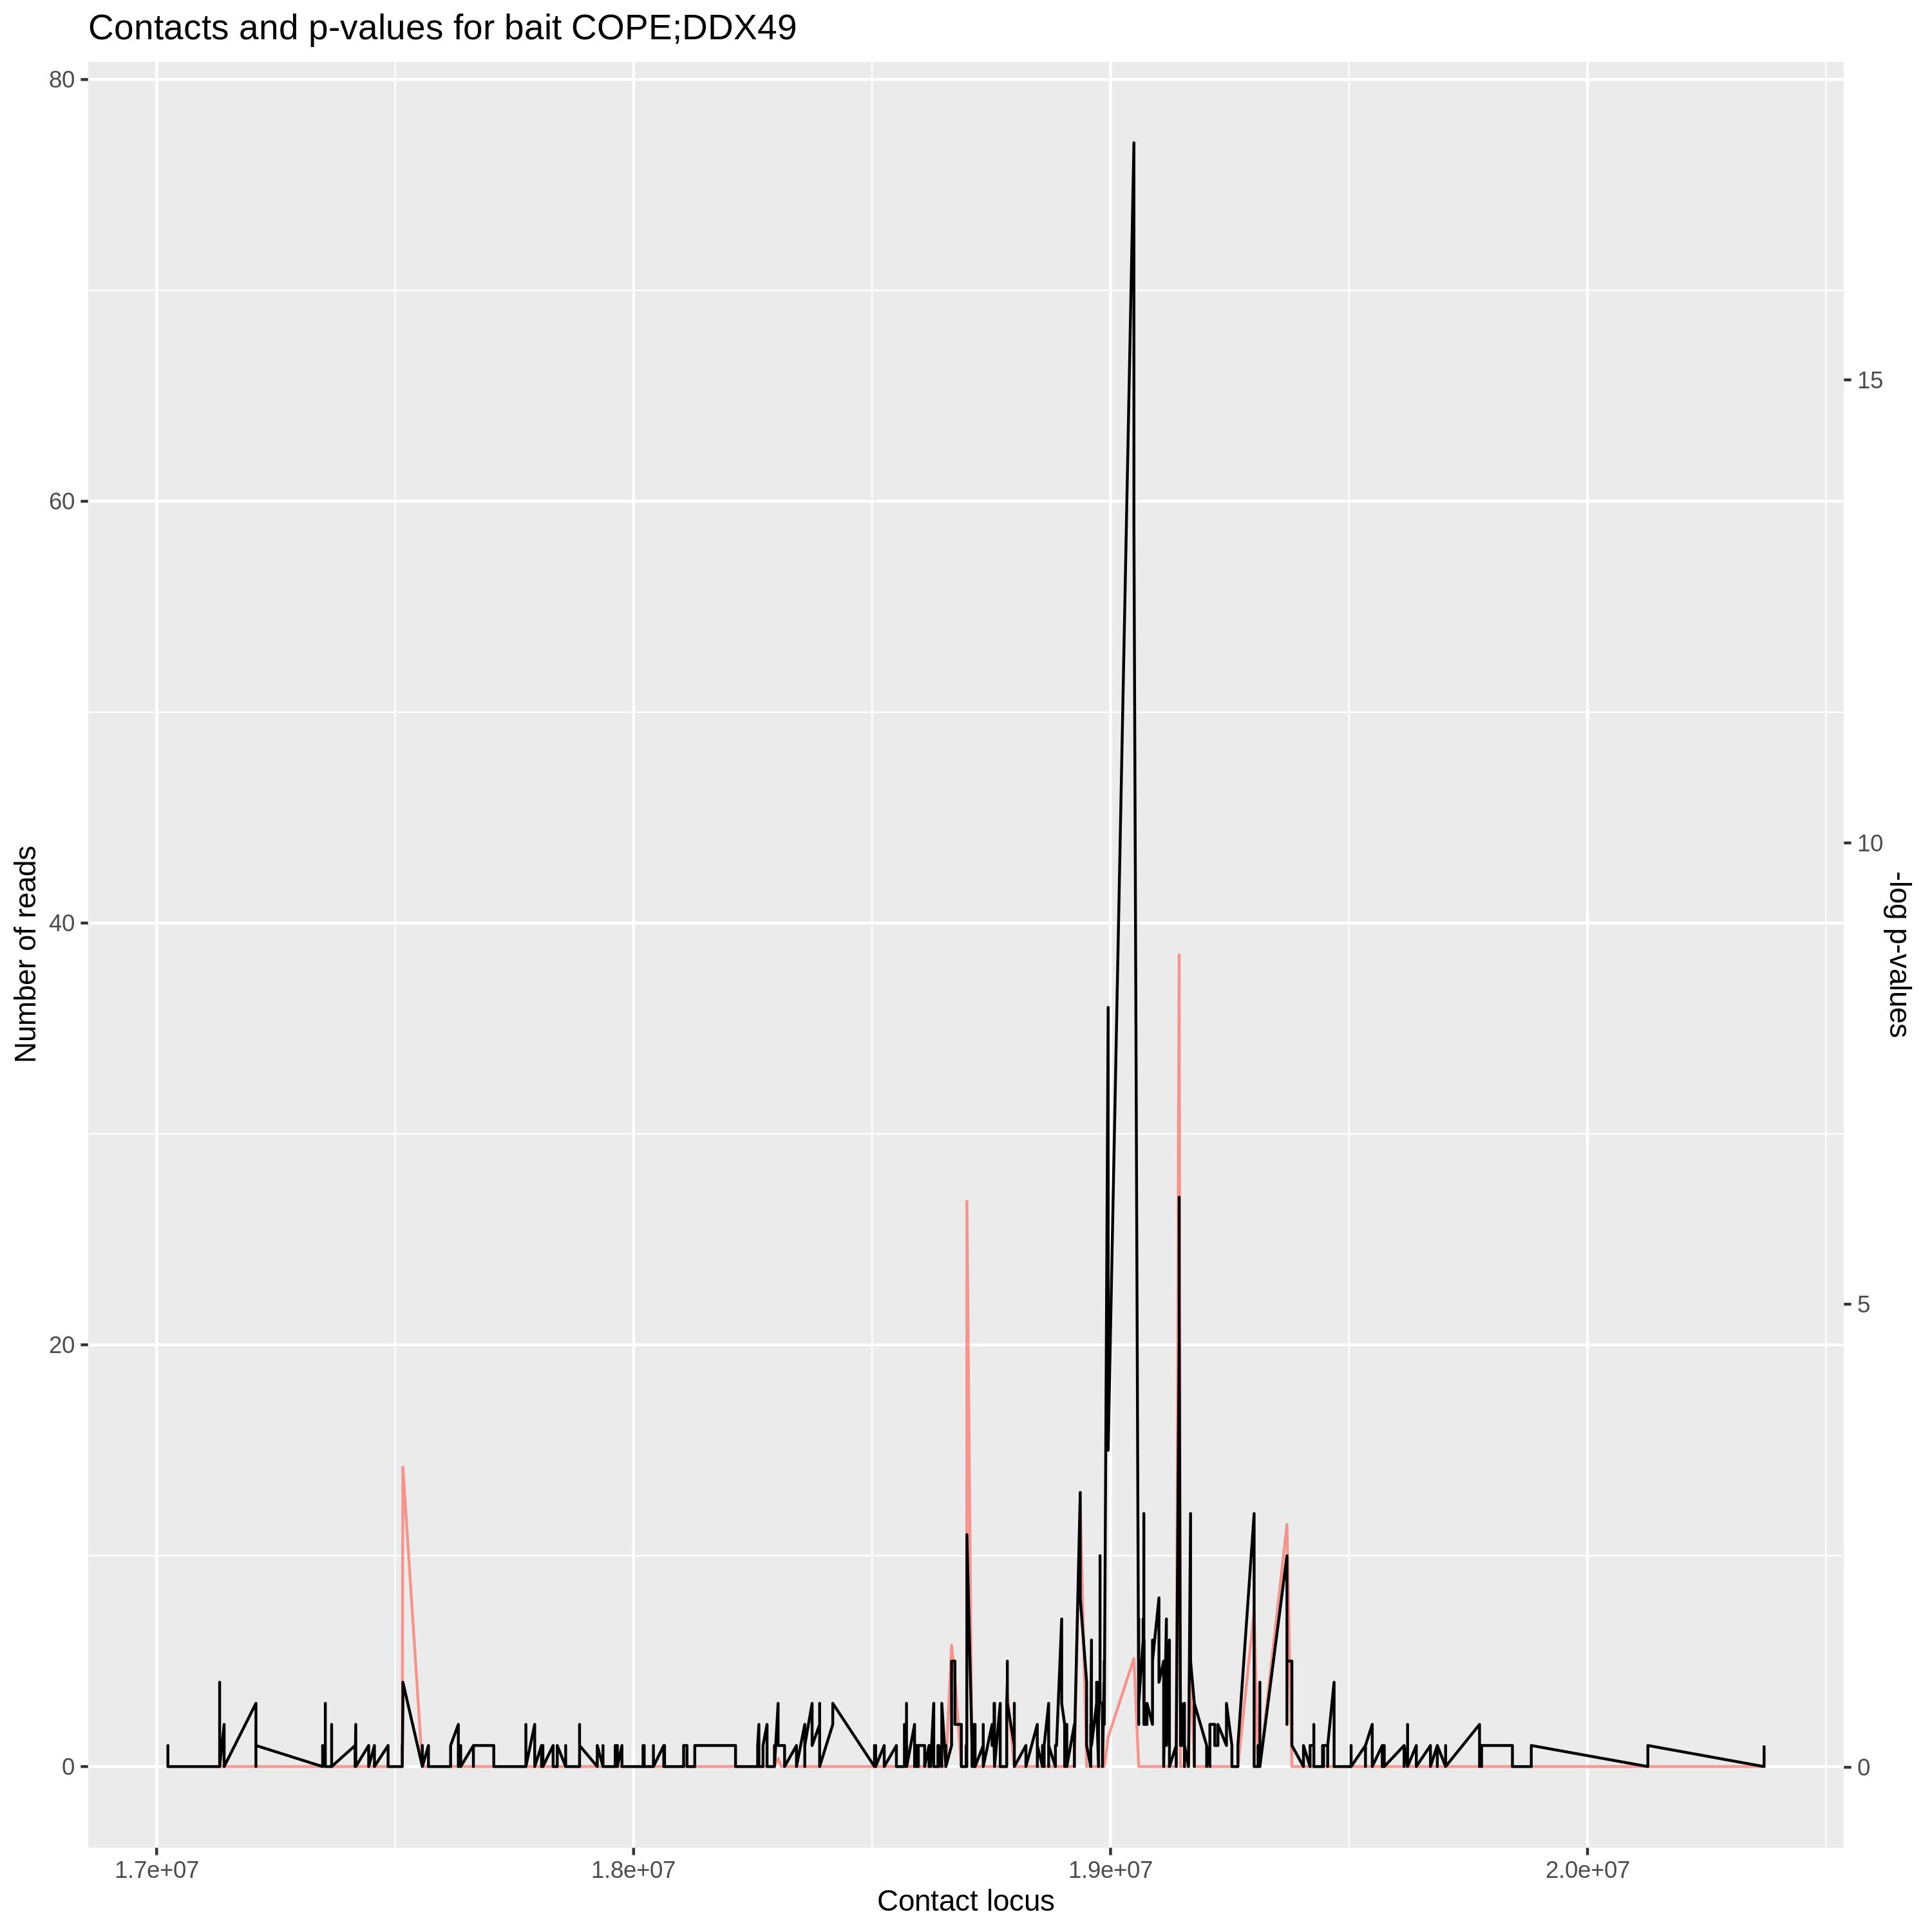 Contacts and p-values for bait COPE;DDX49
80
60
40
20
0
Number of reads
15
10
5
0
-log p-values
1.7e+07
1.8e+07
1.9e+07
2.0e+07
Contact locus